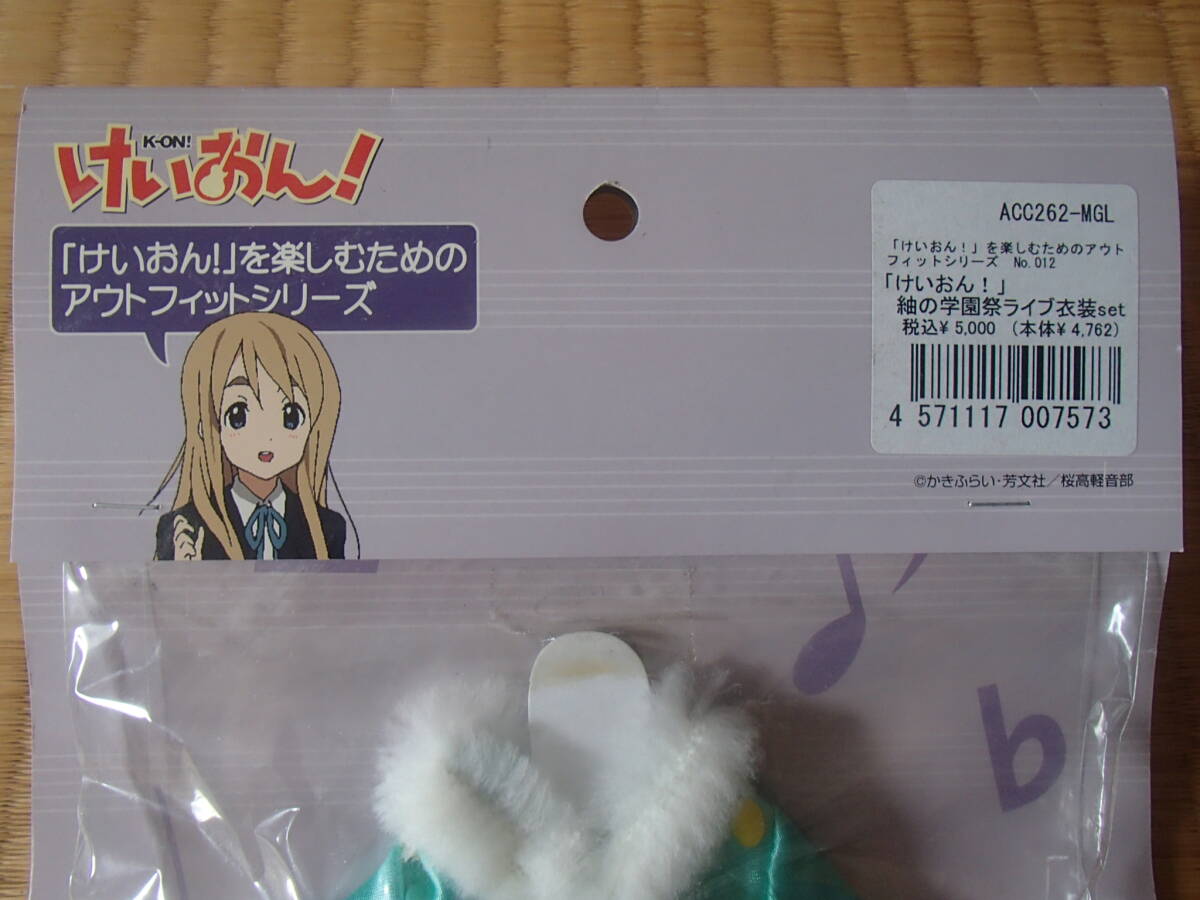 K-ON!
けいおん!
「けいおん!」を楽しむための
アウトフィットシリーズ
ACC262-MGL
「けいおん！」を楽しむためのアウト
フィットシリーズ No.012
「けいおん！」
紬の学園祭ライブ衣装set
税込¥ 5,000 (本体¥ 4,762)
4 571117 007573
©かきふらい・芳文社／桜高軽音部